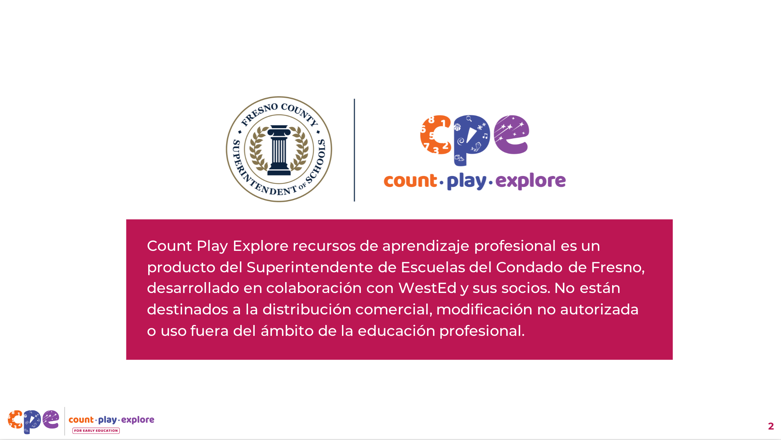 FRESNO COUNTY
SUPERINTENDENT OF SCHOOLS
cpe
count·play·explore
Count Play Explore recursos de aprendizaje profesional es un
producto del Superintendente de Escuelas del Condado de Fresno,
desarrollado en colaboración con WestEd y sus socios. No están
destinados a la distribución comercial, modificación no autorizada
o uso fuera del ámbito de la educación profesional.
cpe
count·play·explore
FOR EARLY EDUCATION
2